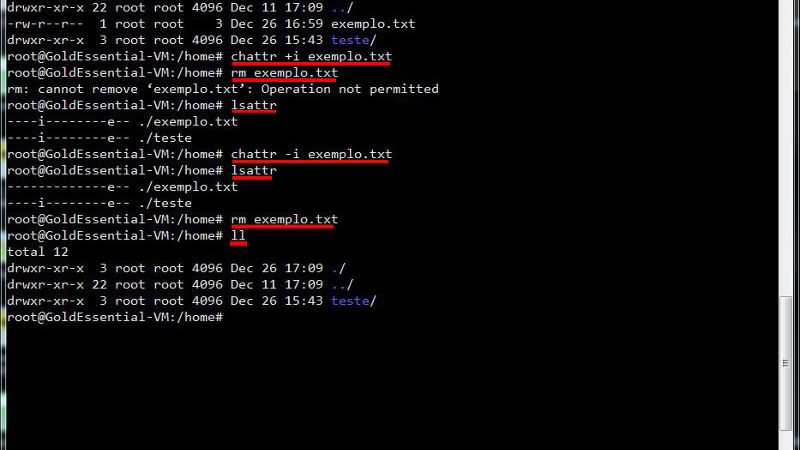 drwxr-xr-x 22 root root 4096 Dec 11 17:09 ../
-rw-r--r--  1 root root    3 Dec 26 16:59 exemplo.txt
drwxr-xr-x  3 root root 4096 Dec 26 15:43 teste/
root@GoldEssential-VM:/home# chattr +i exemplo.txt
root@GoldEssential-VM:/home# rm exemplo.txt
rm: cannot remove ‘exemplo.txt’: Operation not permitted
root@GoldEssential-VM:/home# lsattr
----i--------e-- ./exemplo.txt
----i--------e-- ./teste
root@GoldEssential-VM:/home# chattr -i exemplo.txt
root@GoldEssential-VM:/home# lsattr
-------------e-- ./exemplo.txt
----i--------e-- ./teste
root@GoldEssential-VM:/home# rm exemplo.txt
root@GoldEssential-VM:/home# ll
total 12
drwxr-xr-x  3 root root 4096 Dec 26 17:09 ./
drwxr-xr-x 22 root root 4096 Dec 11 17:09 ../
drwxr-xr-x  3 root root 4096 Dec 26 15:43 teste/
root@GoldEssential-VM:/home#